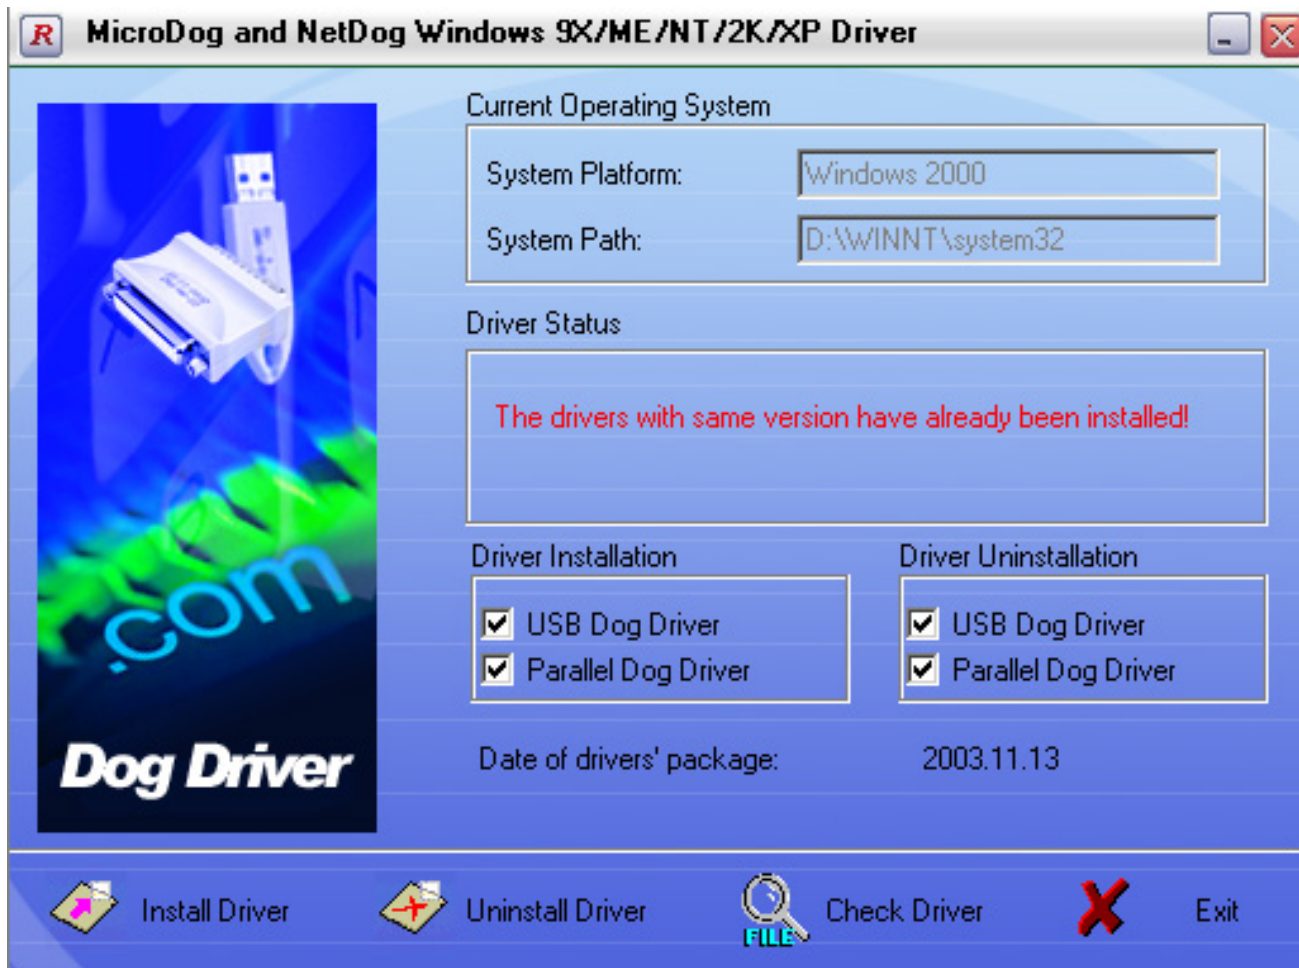 R MicroDog and NetDog Windows 9X/ME/NT/2K/XP Driver
Current Operating System
System Platform: Windows 2000
System Path: D:\WINNT\system32
Driver Status
The drivers with same version have already been installed!
Driver Installation
Driver Uninstallation
USB Dog Driver
USB Dog Driver
Parallel Dog Driver
Parallel Dog Driver
Date of drivers' package: 2003.11.13
.com
Dog Driver
Install Driver
Uninstall Driver
FILE
Check Driver
Exit